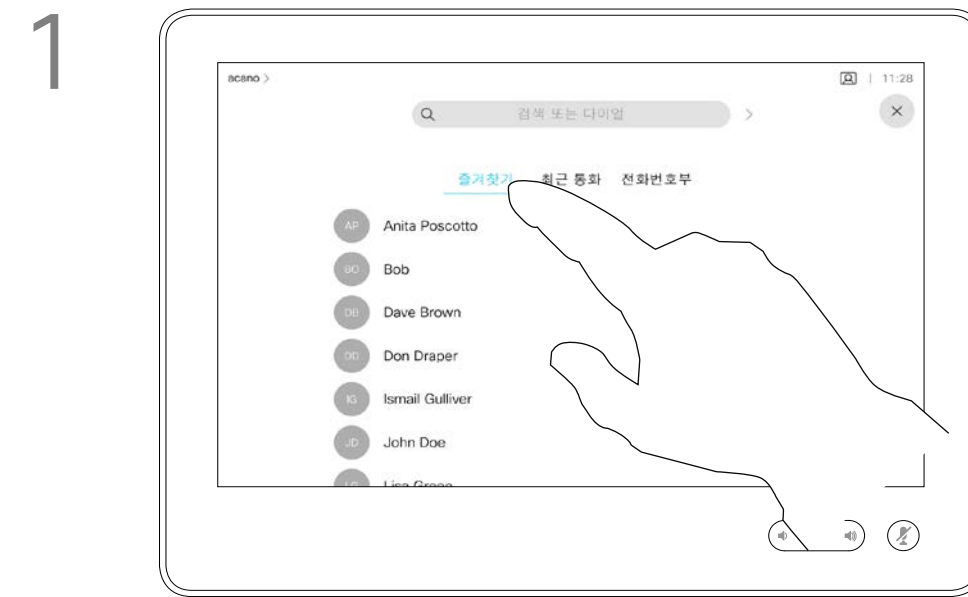 1
acano >
11:28
검색 또는 다이얼
즐겨찾기 최근 통화 전화번호부
AP Anita Poscotto
BO Bob
DB Dave Brown
DD Don Draper
IG Ismail Gulliver
JD John Doe